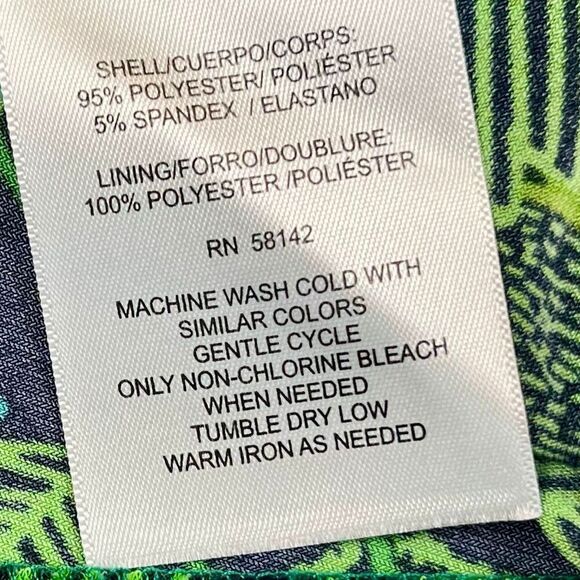 SHELL/CUERPO/CORPS:
95% POLYESTER/ POLIÉSTER
5% SPANDEX / ELASTANO
LINING/FORRO/DOUBLURE:
100% POLYESTER /POLIÉSTER
RN 58142
MACHINE WASH COLD WITH
SIMILAR COLORS
GENTLE CYCLE
ONLY NON-CHLORINE BLEACH
WHEN NEEDED
TUMBLE DRY LOW
WARM IRON AS NEEDED